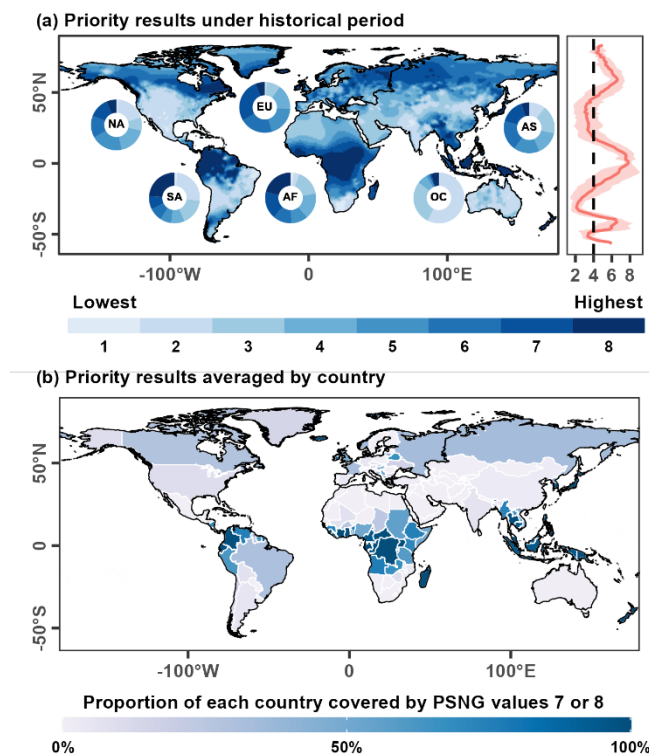 (a) Priority results under historical period
50°N
0
-50°S
NA
EU
AS
SA
AF
OC
-100°W
0
100°E
2 4 6 8
Lowest
Highest
1 2 3 4 5 6 7 8
(b) Priority results averaged by country
50°N
0
-50°S
-100°W
0
100°E
Proportion of each country covered by PSNG values 7 or 8
0%
50%
100%